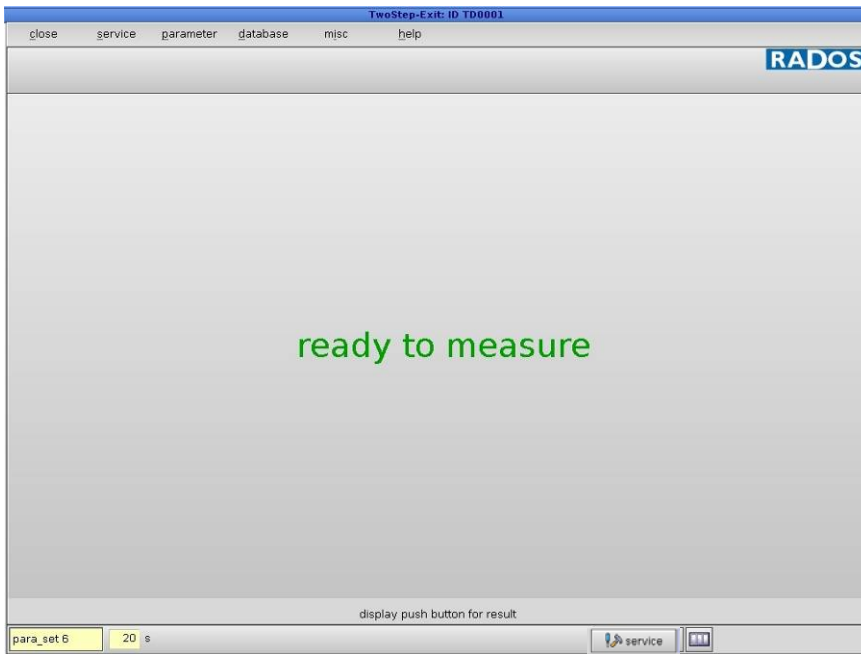 TwoStep-Exit: ID TD0001
close service parameter database misc help
RADOS
ready to measure
display push button for result
para_set 6 20 s service